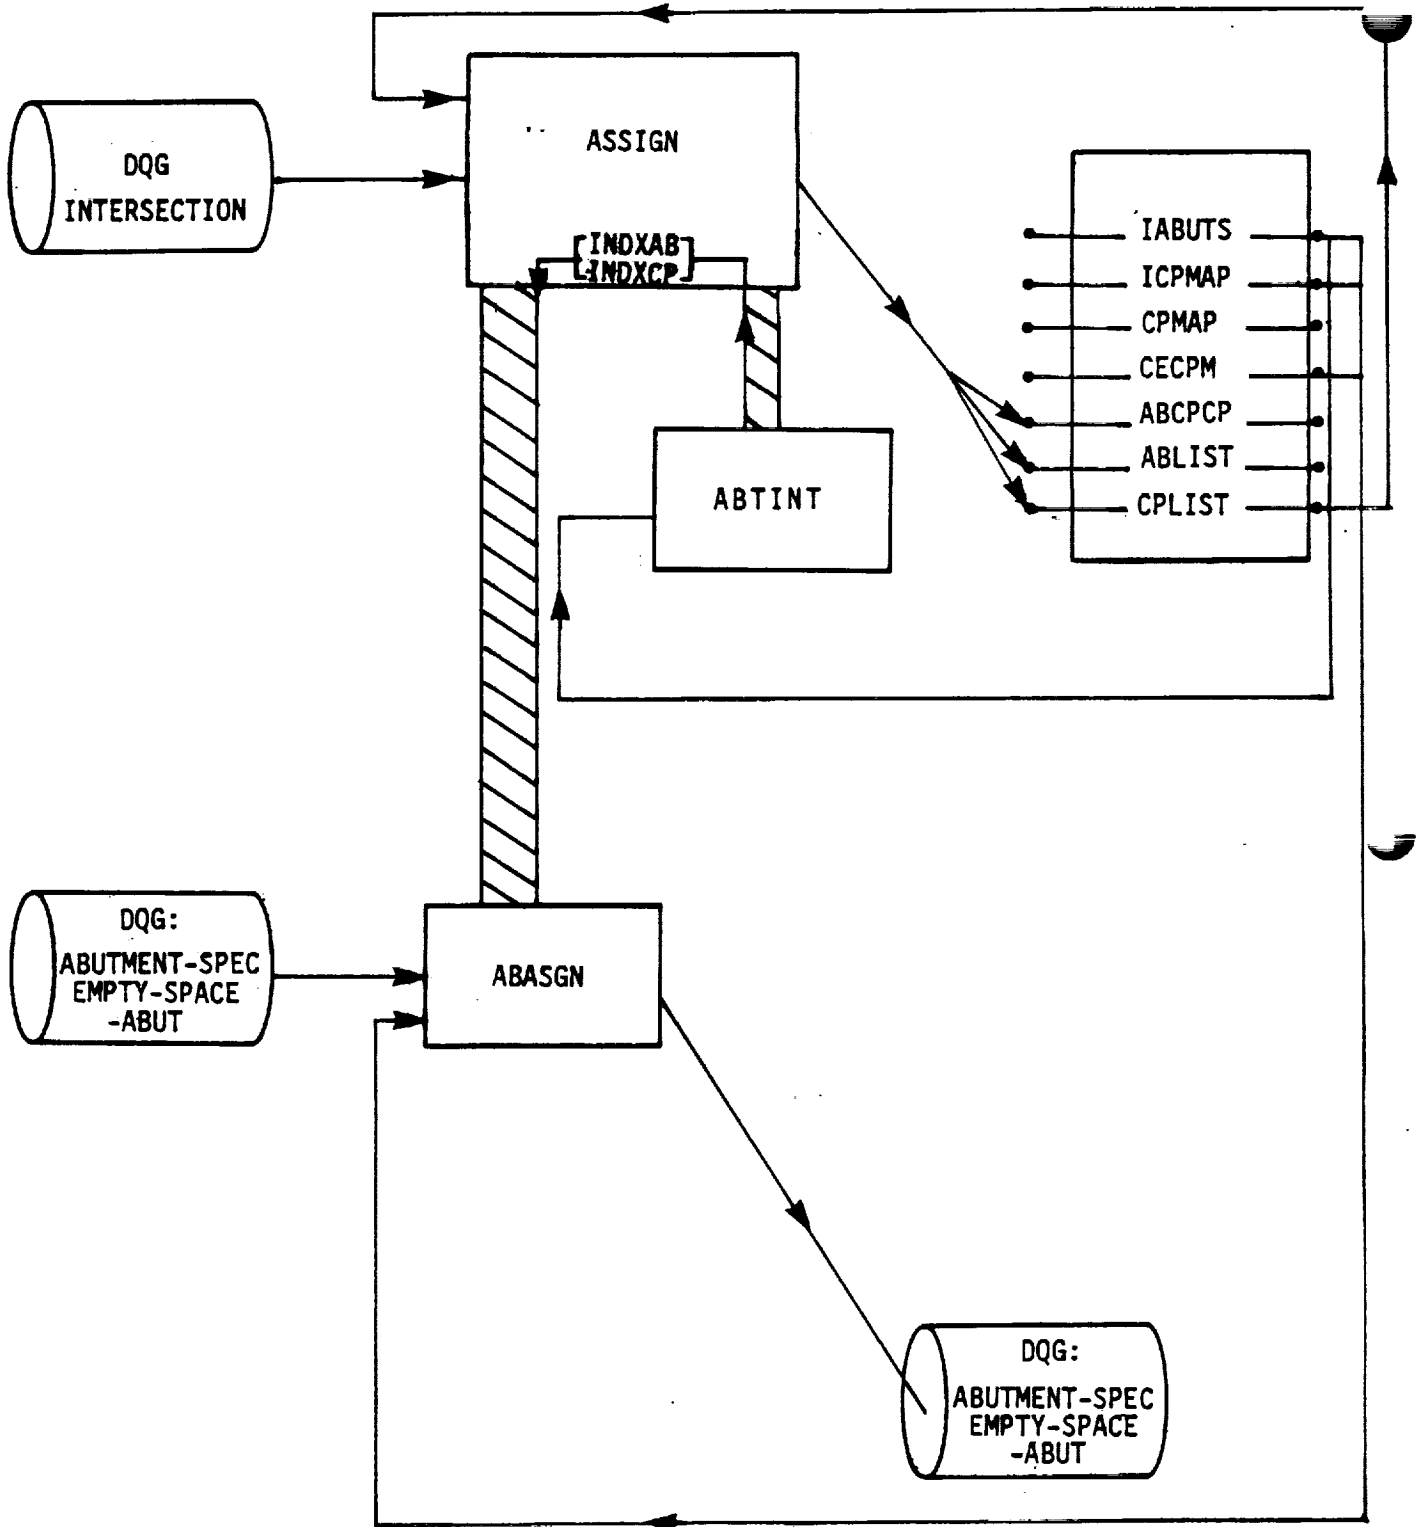 ASSIGN
DQG
INTERSECTION
INDXAB
INDXCP
IABUTS
ICPMAP
CPMAP
CECPM
ABCPCP
ABLIST
CPLIST
ABTINT
DQG:
ABUTMENT-SPEC
EMPTY-SPACE
-ABUT
ABASGN
DQG:
ABUTMENT-SPEC
EMPTY-SPACE
-ABUT